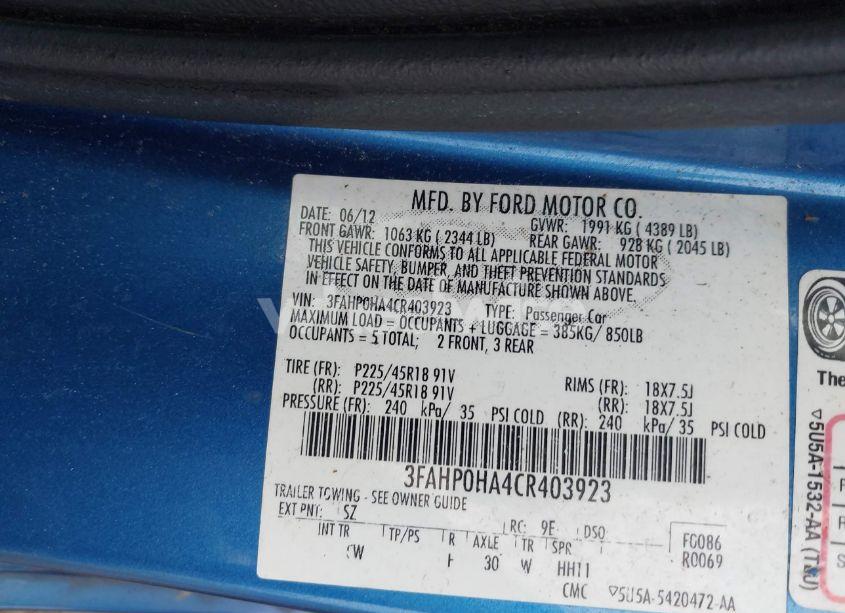 MFD. BY FORD MOTOR CO.
DATE: 06/12 GVWR: 1991 KG ( 4389 LB)
FRONT GAWR: 1063 KG ( 2344 LB) REAR GAWR: 928 KG ( 2045 LB)
THIS VEHICLE CONFORMS TO ALL APPLICABLE FEDERAL MOTOR
VEHICLE SAFETY, BUMPER, AND THEFT PREVENTION STANDARDS
IN EFFECT ON THE DATE OF MANUFACTURE SHOWN ABOVE.
VIN: 3FAHP0HA4CR403923 TYPE: Passenger Car
MAXIMUM LOAD = OCCUPANTS + LUGGAGE = 385KG/ 850LB
OCCUPANTS = 5 TOTAL; 2 FRONT, 3 REAR
TIRE (FR): P225/45R18 91V RIMS (FR): 18X7.5J
(RR): P225/45R18 91V (RR): 18X7.5J
PRESSURE (FR): 240 kPa/ 35 PSI COLD (RR): 240 kPa/ 35 PSI COLD
3FAHP0HA4CR403923
TRAILER TOWING - SEE OWNER GUIDE
EXT PNT: SZ RC: 9E DSO: FG086
INT TR TP/PS R AXLE TR SPR R0069
CW 30 W HH11
CMC ▽5U5A-5420472-AA
The
▽5U5A-1532-AA